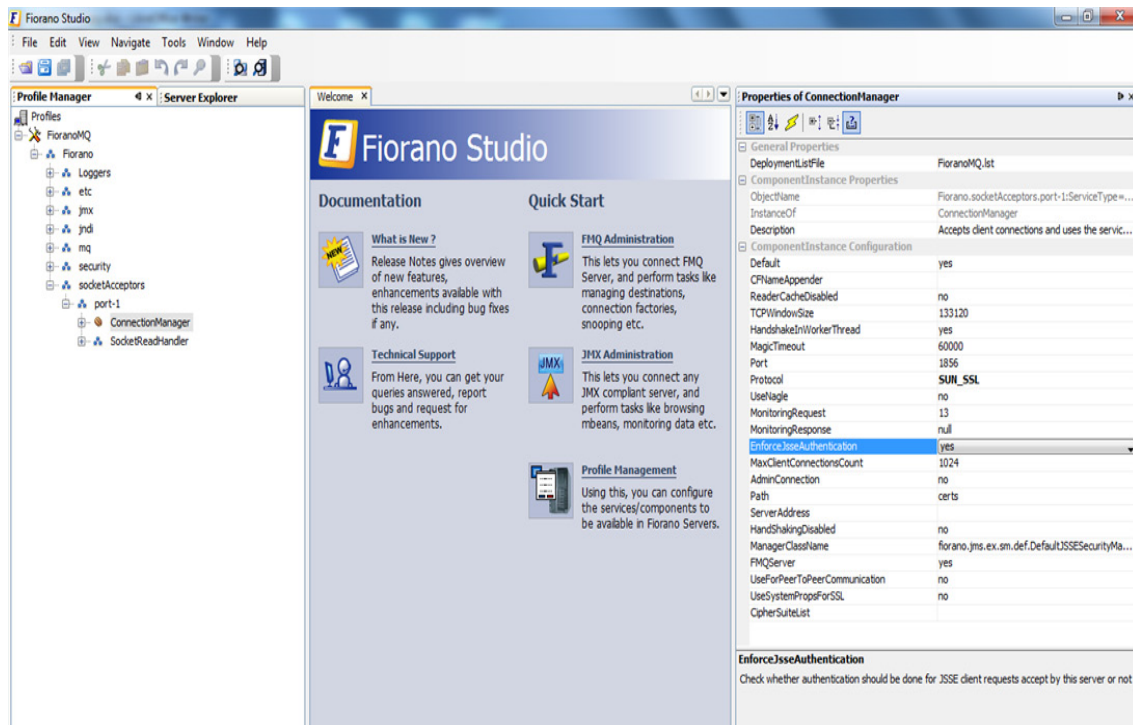 Fiorano Studio
File Edit View Navigate Tools Window Help
Profile Manager
Server Explorer
Profiles
FioranoMQ
Fiorano
Loggers
etc
jmx
jndi
mq
security
socketAcceptors
port-1
ConnectionManager
SocketReadHandler
Welcome
Fiorano Studio
Documentation
What is New ?
Release Notes gives overview
of new features,
enhancements available with
this release including bug fixes
if any.
Technical Support
From Here, you can get your
queries answered, report
bugs and request for
enhancements.
Quick Start
FMQ Administration
This lets you connect FMQ
Server, and perform tasks like
managing destinations,
connection factories,
snooping etc.
JMX
JMX Administration
This lets you connect any
JMX compliant server, and
perform tasks like browsing
mbeans, monitoring data etc.
Profile Management
Using this, you can configure
the services/components to
be available in Fiorano Servers.
Properties of ConnectionManager
General Properties
DeploymentListFile FioranoMQ.lst
ComponentInstance Properties
ObjectName Fiorano.socketAcceptors.port-1:ServiceType=...
InstanceOf ConnectionManager
Description Accepts client connections and uses the servic...
ComponentInstance Configuration
Default yes
CFNameAppender
ReaderCacheDisabled no
TCPWindowSize 133120
HandshakeInWorkerThread yes
MagicTimeout 60000
Port 1856
Protocol SUN_SSL
UseNagle no
MonitoringRequest 13
MonitoringResponse null
EnforceJsseAuthentication yes
MaxClientConnectionsCount 1024
AdminConnection no
Path certs
ServerAddress
HandShakingDisabled no
ManagerClassName fiorano.jms.ex.sm.def.DefaultJSSESecurityMa...
FMQServer yes
UseForPeerToPeerCommunication no
UseSystemPropsForSSL no
CipherSuiteList
EnforceJsseAuthentication
Check whether authentication should be done for JSSE client requests accept by this server or not